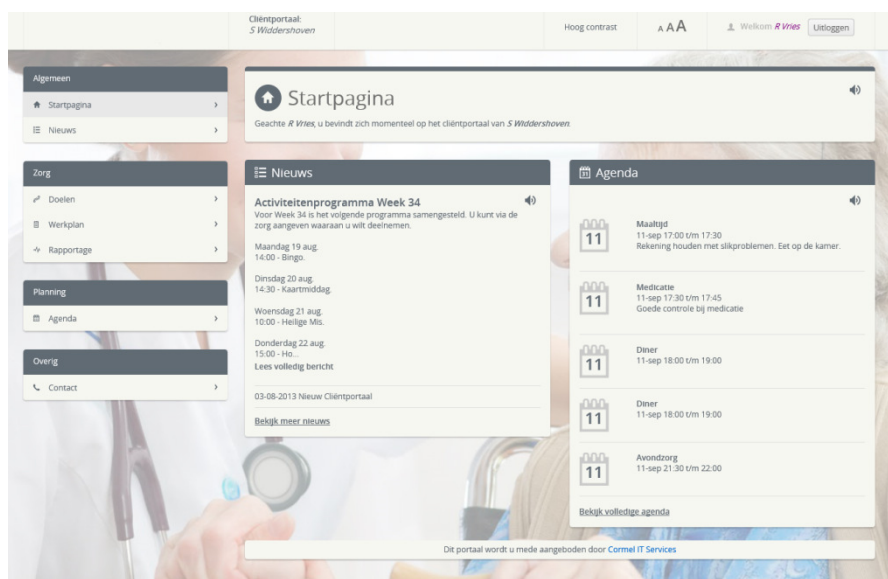 Cliëntportaal:
S Widdershoven
Hoog contrast
A A A
Welkom R Vries
Uitloggen
Algemeen
Startpagina
Nieuws
Zorg
Doelen
Werkplan
Rapportage
Planning
Agenda
Overig
Contact
Startpagina
Geachte R Vries, u bevindt zich momenteel op het cliëntportaal van S Widdershoven.
Nieuws
Activiteitenprogramma Week 34
Voor Week 34 is het volgende programma samengesteld. U kunt via de
zorg aangeven waaraan u wilt deelnemen.
Maandag 19 aug.
14:00 - Bingo.
Dinsdag 20 aug.
14:30 - Kaartmiddag.
Woensdag 21 aug.
10:00 - Heilige Mis.
Donderdag 22 aug.
15:00 - Ho...
Lees volledig bericht
03-08-2013 Nieuw Cliëntportaal
Bekijk meer nieuws
31 Agenda
11
Maaltijd
11-sep 17:00 t/m 17:30
Rekening houden met slikproblemen. Eet op de kamer.
11
Medicatie
11-sep 17:30 t/m 17:45
Goede controle bij medicatie
11
Diner
11-sep 18:00 t/m 19:00
11
Diner
11-sep 18:00 t/m 19:00
11
Avondzorg
11-sep 21:30 t/m 22:00
Bekijk volledige agenda
Dit portaal wordt u mede aangeboden door Cormel IT Services